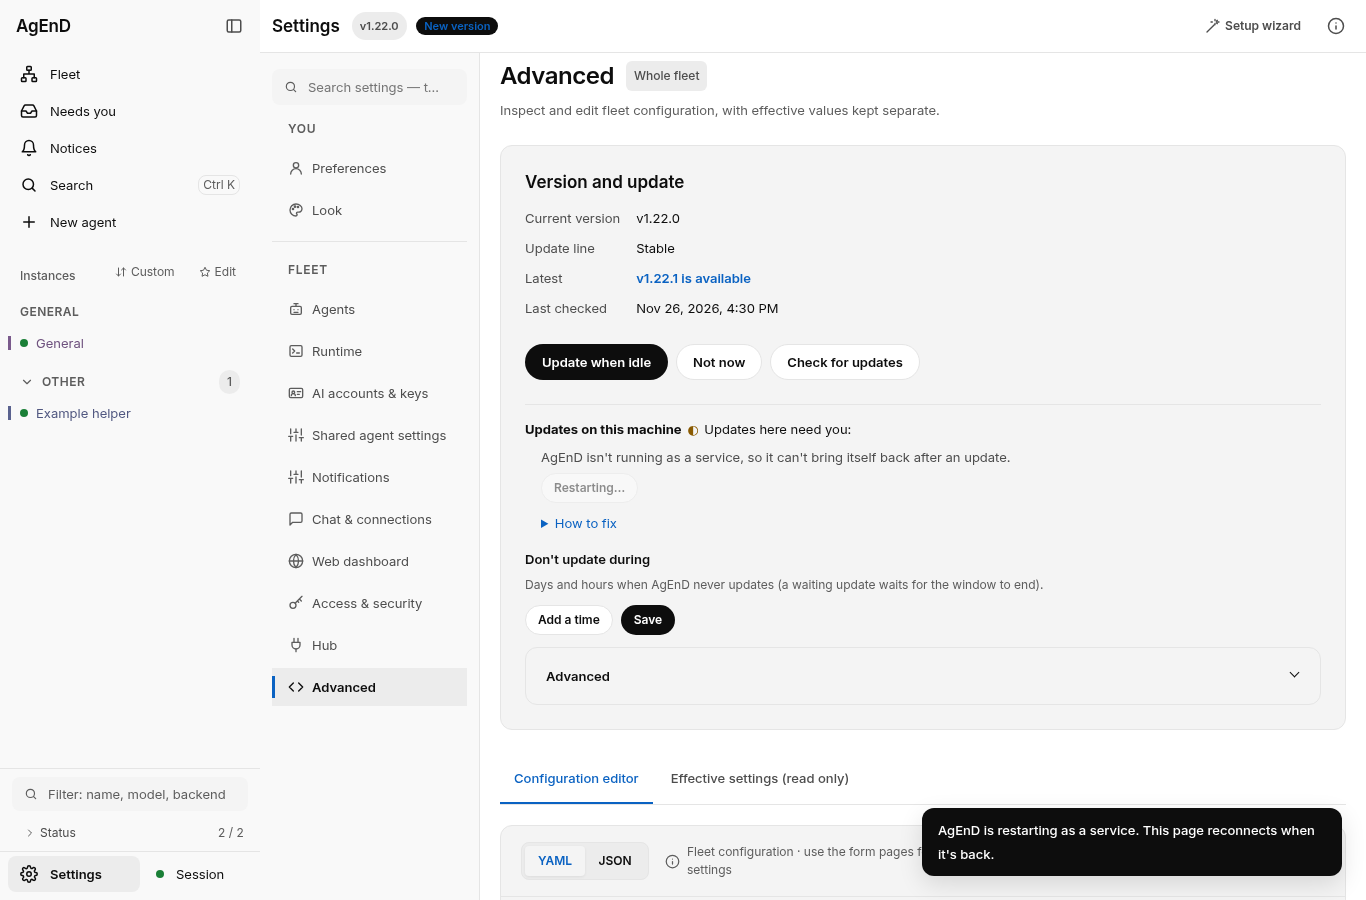 AgEnD
Fleet
Needs you
Notices
Search
Ctrl K
New agent
Instances
Custom
Edit
GENERAL
General
OTHER
1
Example helper
Filter: name, model, backend
Status
2 / 2
Settings
Session
Settings
v1.22.0
New version
Setup wizard
Search settings — t...
YOU
Preferences
Look
FLEET
Agents
Runtime
AI accounts & keys
Shared agent settings
Notifications
Chat & connections
Web dashboard
Access & security
Hub
Advanced
Advanced
Whole fleet
Inspect and edit fleet configuration, with effective values kept separate.
Version and update
Current version v1.22.0
Update line Stable
Latest v1.22.1 is available
Last checked Nov 26, 2026, 4:30 PM
Update when idle
Not now
Check for updates
Updates on this machine Updates here need you:
AgEnD isn't running as a service, so it can't bring itself back after an update.
Restarting...
How to fix
Don't update during
Days and hours when AgEnD never updates (a waiting update waits for the window to end).
Add a time
Save
Advanced
Configuration editor
Effective settings (read only)
YAML
JSON
Fleet configuration · use the form pages f
settings
AgEnD is restarting as a service. This page reconnects when
it's back.